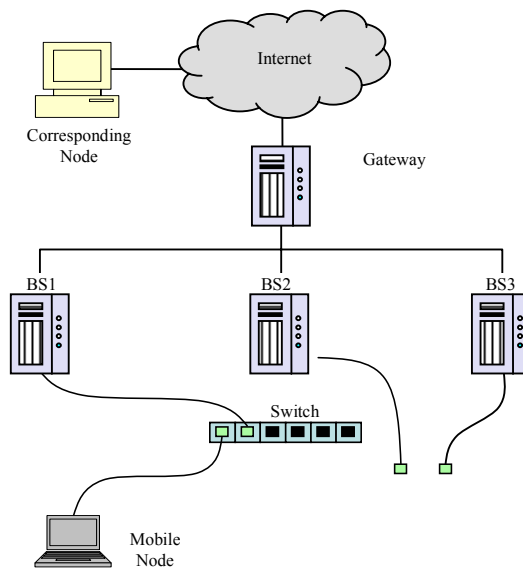 Internet
Corresponding
Node
Gateway
BS1
BS2
BS3
Switch
Mobile
Node